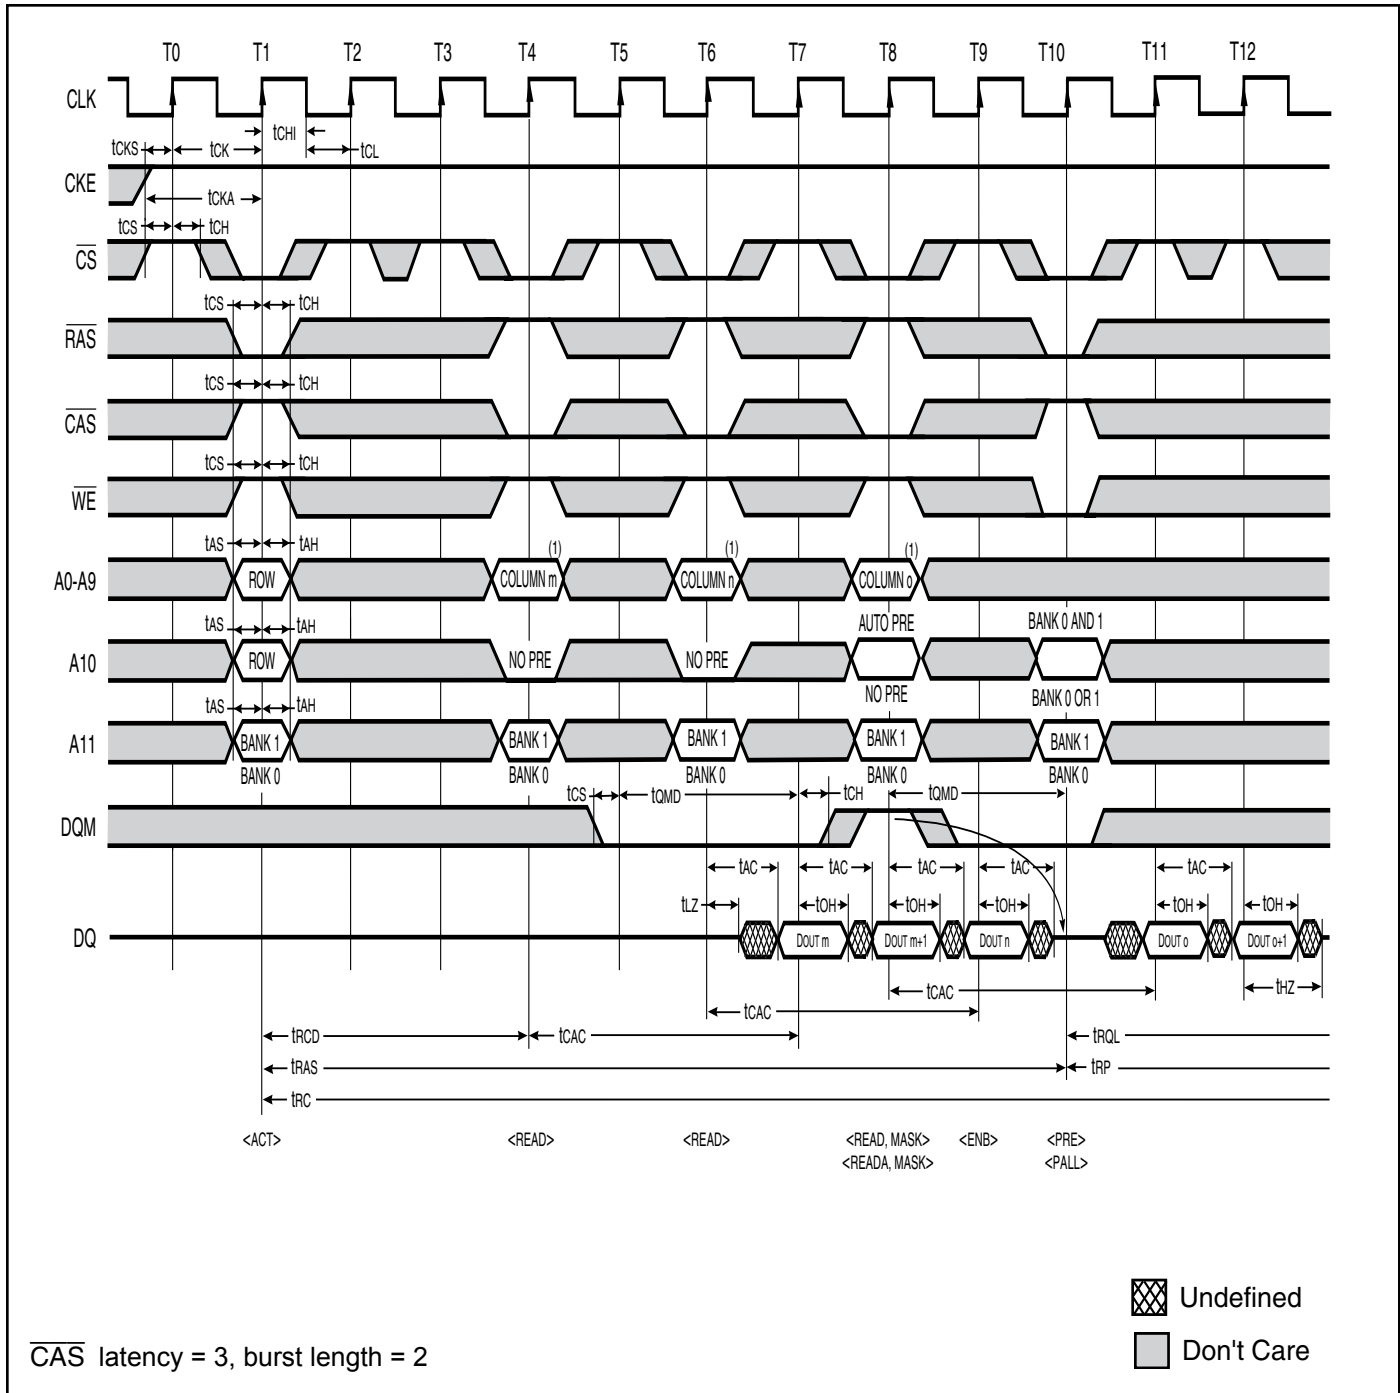 T0 T1 T2 T3 T4 T5 T6 T7 T8 T9 T10 T11 T12
CLK
tCHI
tCKS tCK tCL
CKE
tCKA
tCS tCH
CS
tCS tCH
RAS
tCS tCH
CAS
tCS tCH
WE
tAS tAH (1) (1) (1)
A0-A9 ROW COLUMN m COLUMN n COLUMN o
tAS tAH AUTO PRE BANK 0 AND 1
A10 ROW NO PRE NO PRE
tAS tAH NO PRE BANK 0 OR 1
A11 BANK 1 BANK 1 BANK 1 BANK 1 BANK 1
BANK 0 BANK 0 BANK 0 BANK 0 BANK 0
tCS tQMD tCH tQMD
DQM
tAC tAC tAC tAC tAC
tLZ tOH tOH tOH tOH tOH
DQ DOUT m DOUT m+1 DOUT n DOUT o DOUT o+1
tCAC tHZ
tCAC
tRCD tCAC tRQL
tRAS tRP
tRC
<ACT> <READ> <READ> <READ, MASK> <ENB> <PRE>
<READA, MASK> <PALL>
Undefined
Don't Care
CAS latency = 3, burst length = 2